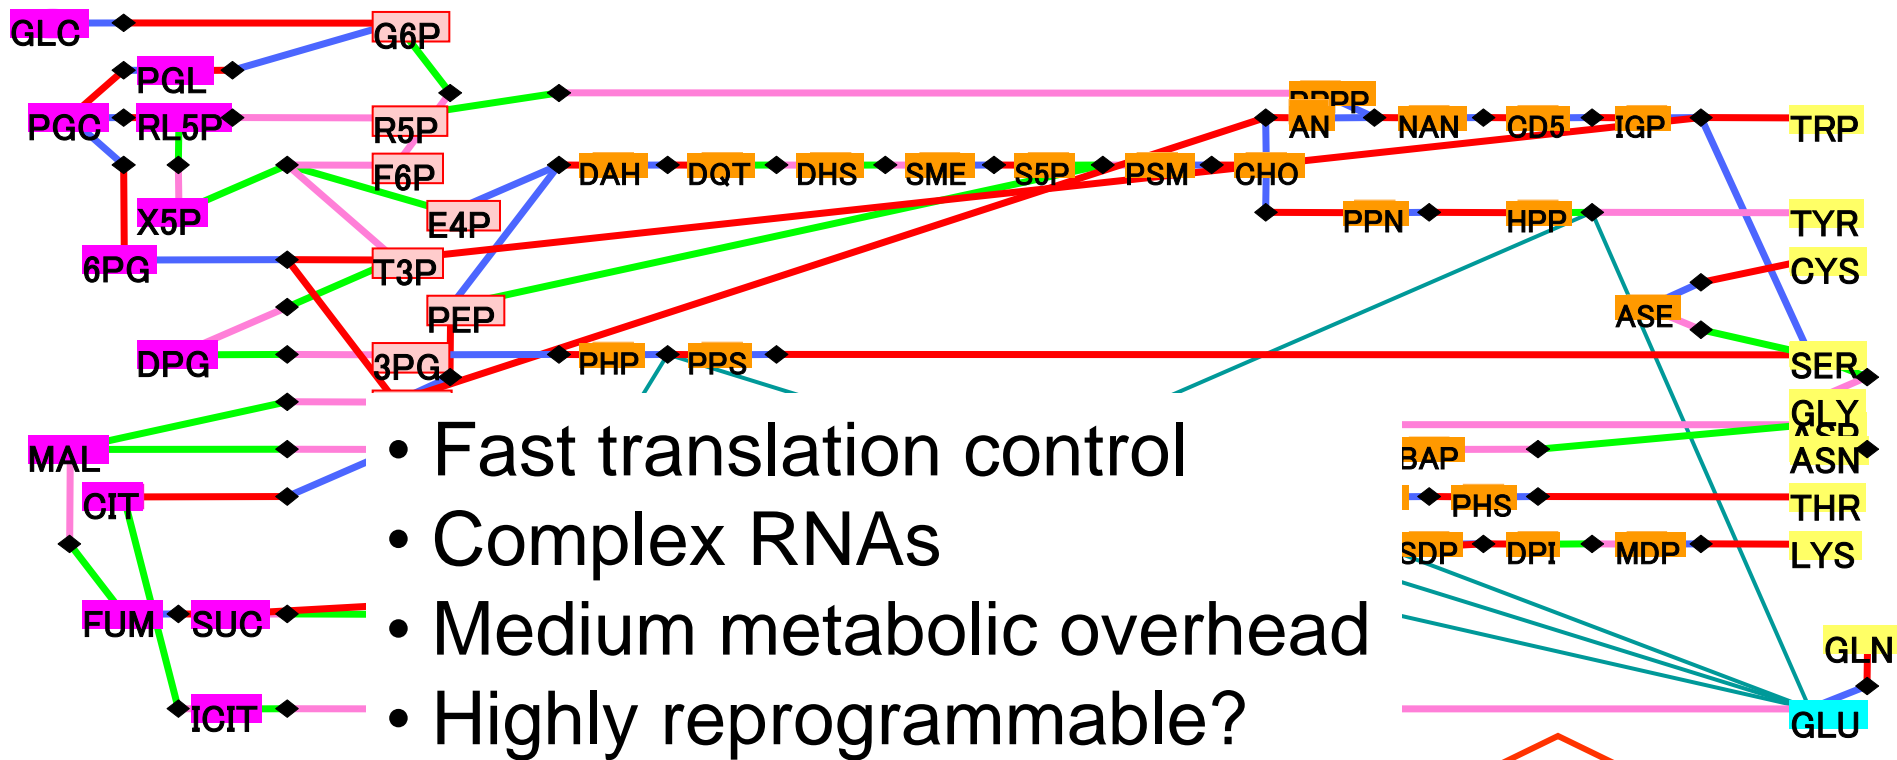 GLC G6P
PGL
PRPP
PGC RL5P R5P AN NAN CD5 IGP TRP
F6P DAH DQT DHS SME S5P PSM CHO
X5P E4P PPN HPP TYR
6PG T3P CYS
PEP ASE
DPG 3PG PHP PPS SER
GLY
ASP
MAL BAP ASN
CIT PHS THR
SDP DPI MDP LYS
FUM SUC
GLN
ICIT GLU
• Fast translation control
• Complex RNAs
• Medium metabolic overhead
• Highly reprogrammable?